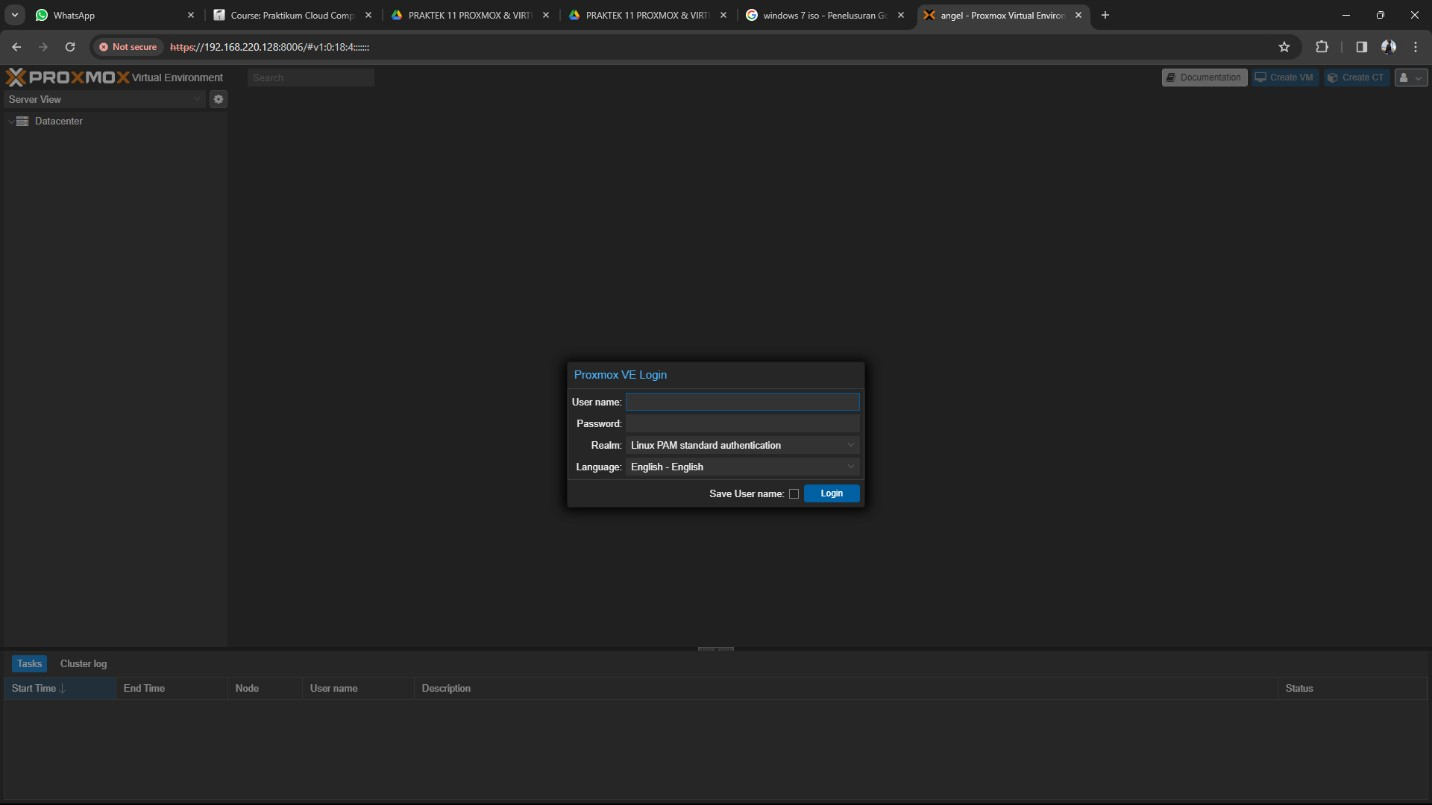 WhatsApp
Course: Praktikum Cloud Comp
PRAKTEK 11 PROXMOX & VIRT
PRAKTEK 11 PROXMOX & VIRT
windows 7 iso - Penelusuran Go
angel - Proxmox Virtual Environ
Not secure https://192.168.220.128:8006/#v1:0:18:4:::::::
PROXMOX Virtual Environment Search Documentation Create VM Create CT
Server View
Datacenter
Proxmox VE Login
User name:
Password:
Realm: Linux PAM standard authentication
Language: English - English
Save User name: Login
Tasks Cluster log
Start Time End Time Node User name Description Status